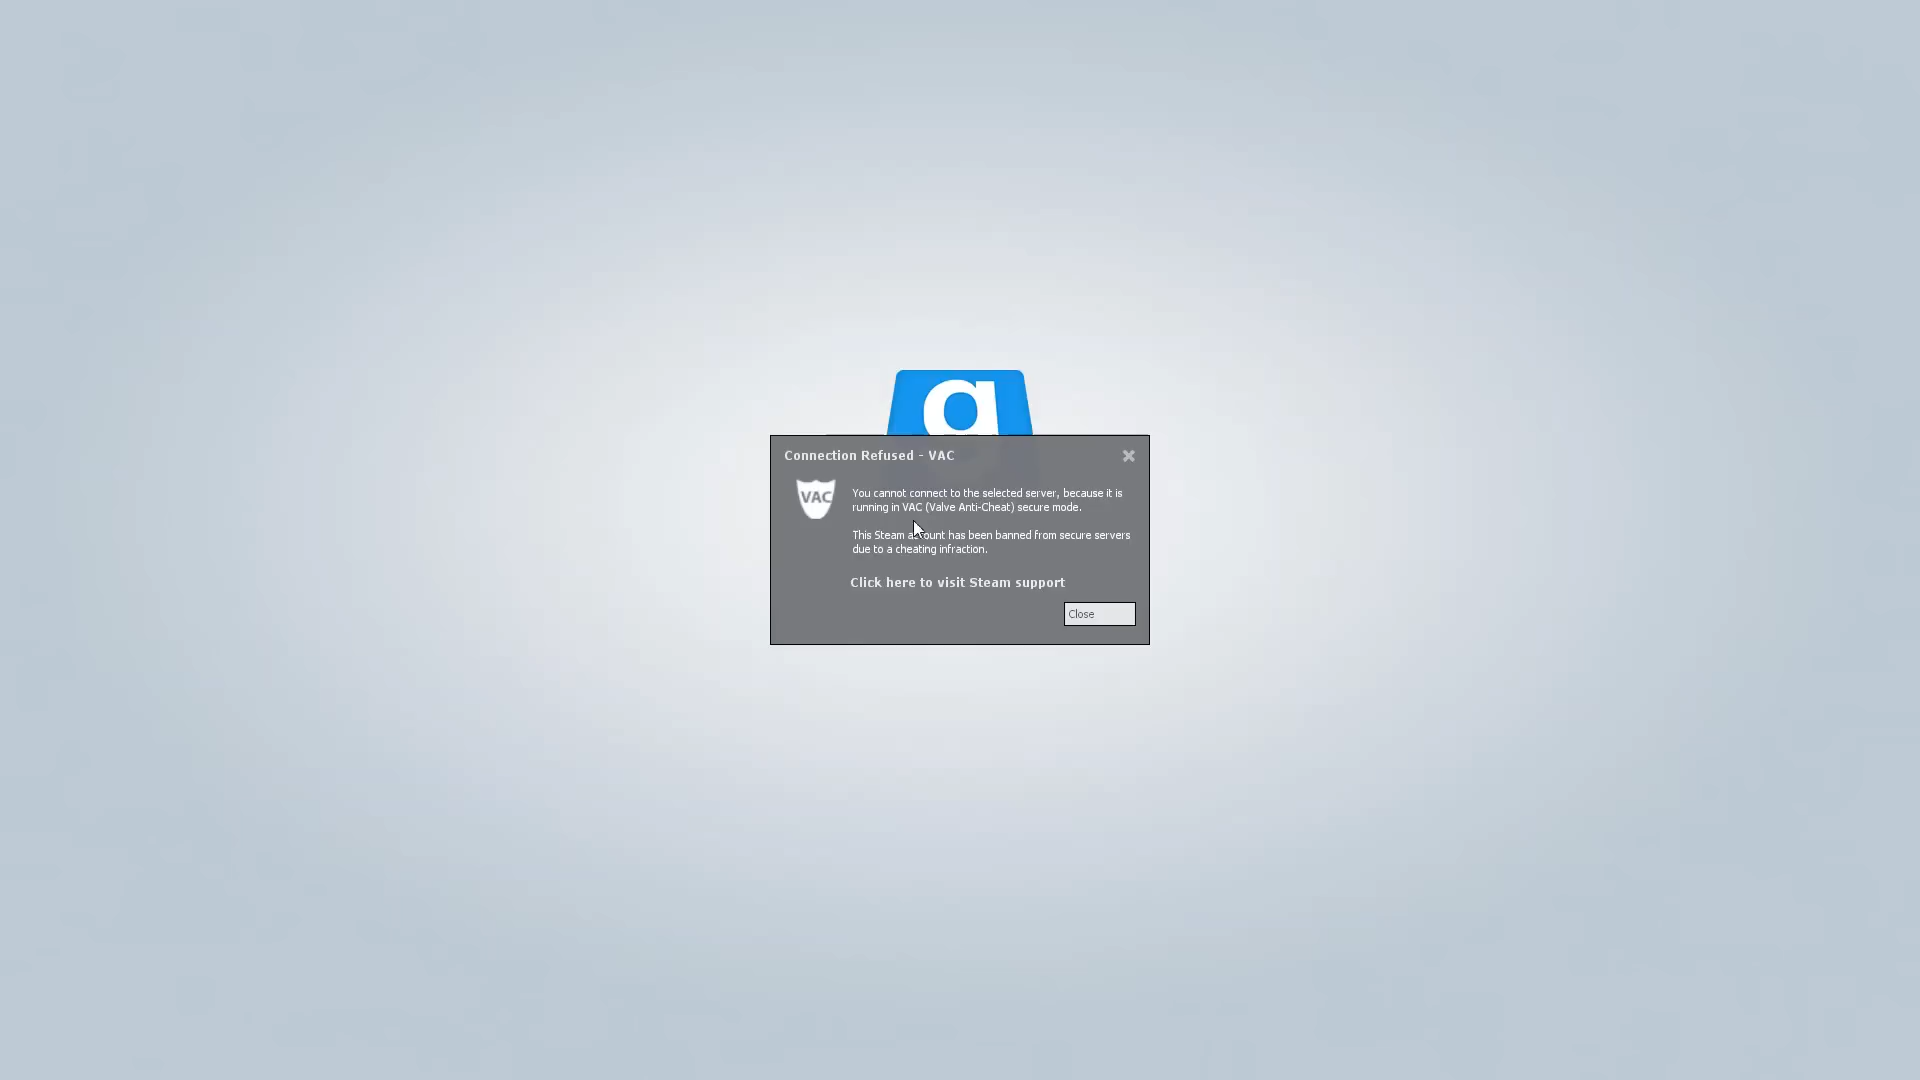 g
Connection Refused - VAC
VAC
You cannot connect to the selected server, because it is
running in VAC (Valve Anti-Cheat) secure mode.
This Steam account has been banned from secure servers
due to a cheating infraction.
Click here to visit Steam support
Close